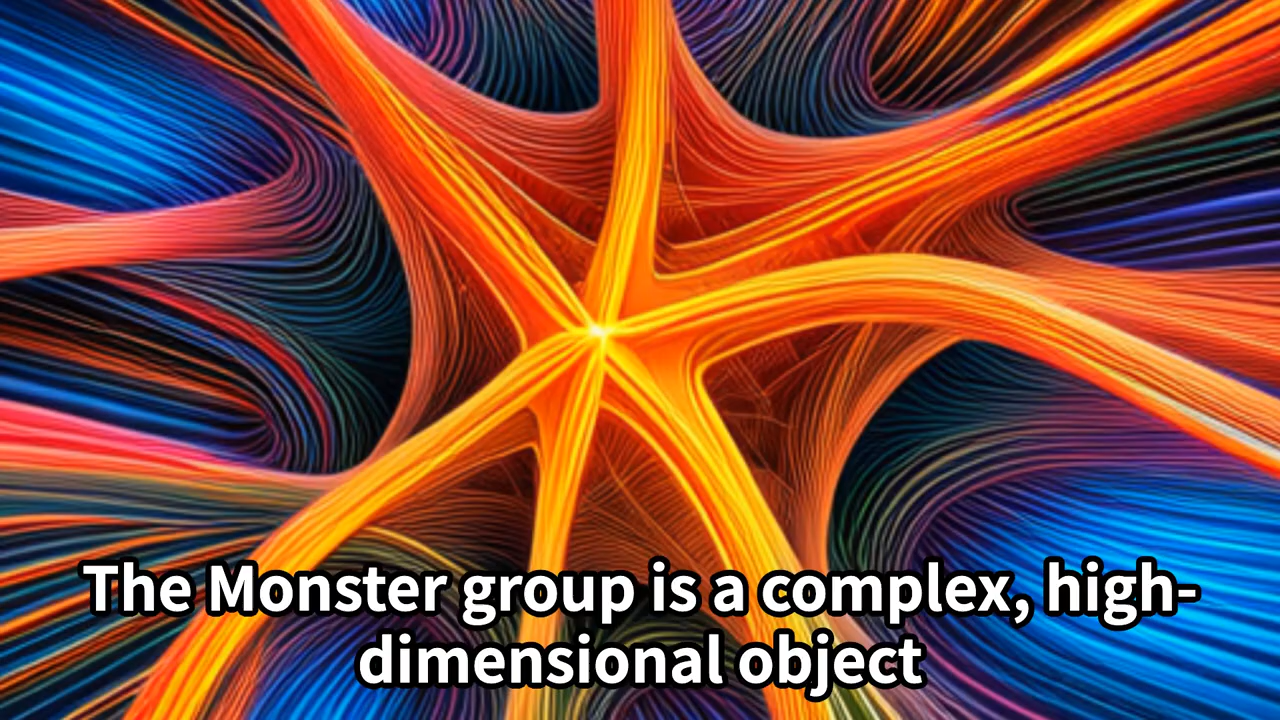 The Monster group is a complex, high-
dimensional object